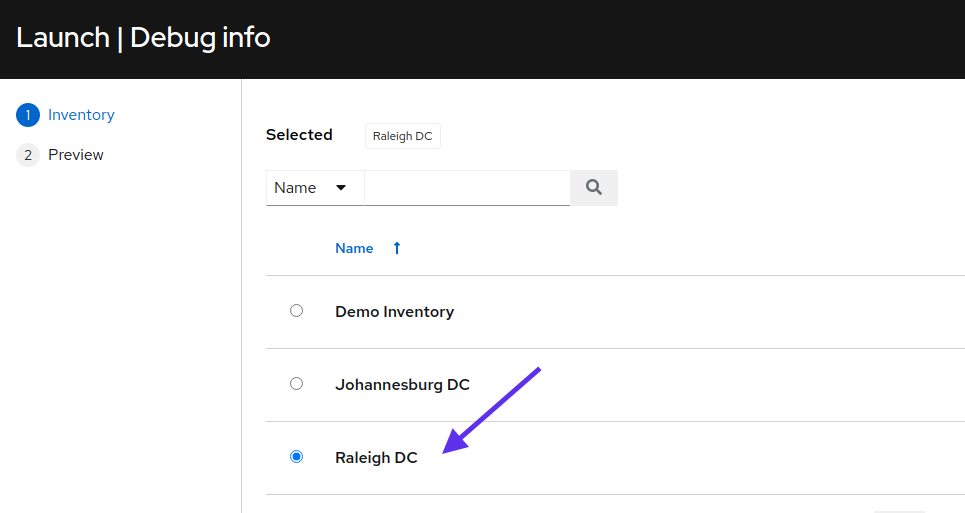 Launch | Debug info
1 Inventory
2 Preview
Selected Raleigh DC
Name
Name
Demo Inventory
Johannesburg DC
Raleigh DC